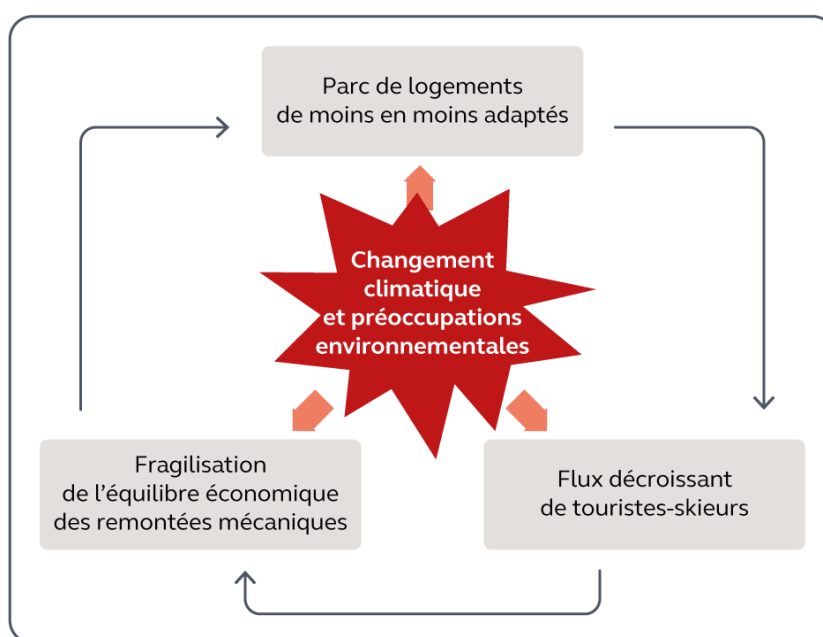 Parc de logements
de moins en moins adaptés
Changement
climatique
et préoccupations
environnementales
Fragilisation
de l’équilibre économique
des remontées mécaniques
Flux décroissant
de touristes-skieurs